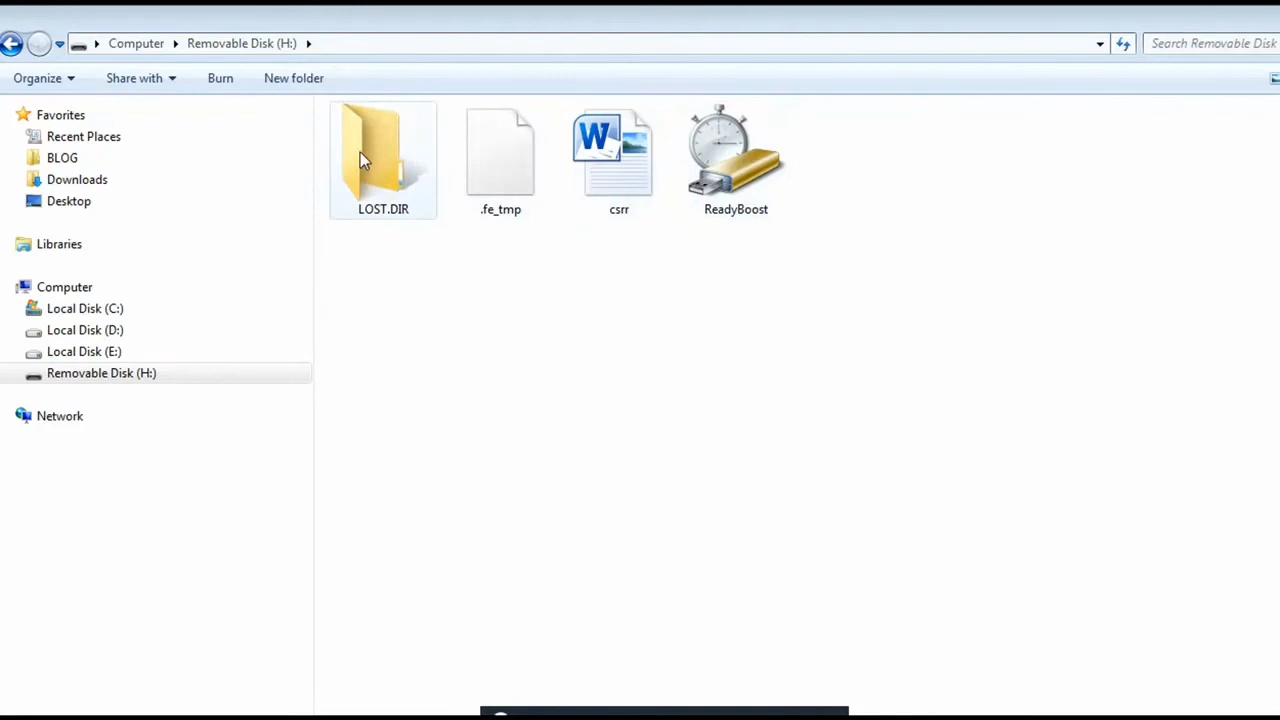 Computer Removable Disk (H:) Search Removable Disk
Organize Share with Burn New folder
Favorites
Recent Places
BLOG
Downloads
Desktop
Libraries
Computer
Local Disk (C:)
Local Disk (D:)
Local Disk (E:)
Removable Disk (H:)
Network
W
LOST.DIR .fe_tmp csrr ReadyBoost